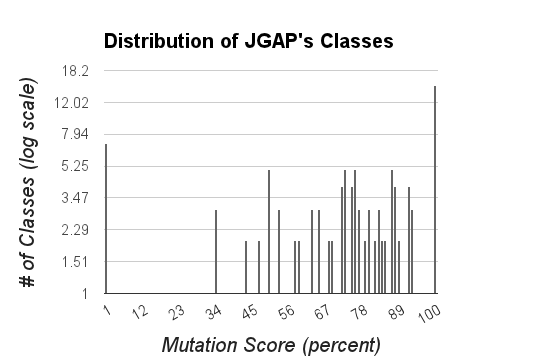 Distribution of JGAP's Classes
# of Classes (log scale)
18.2
12.02
7.94
5.25
3.47
2.29
1.51
1
1 12 23 34 45 56 67 78 89 100
Mutation Score (percent)